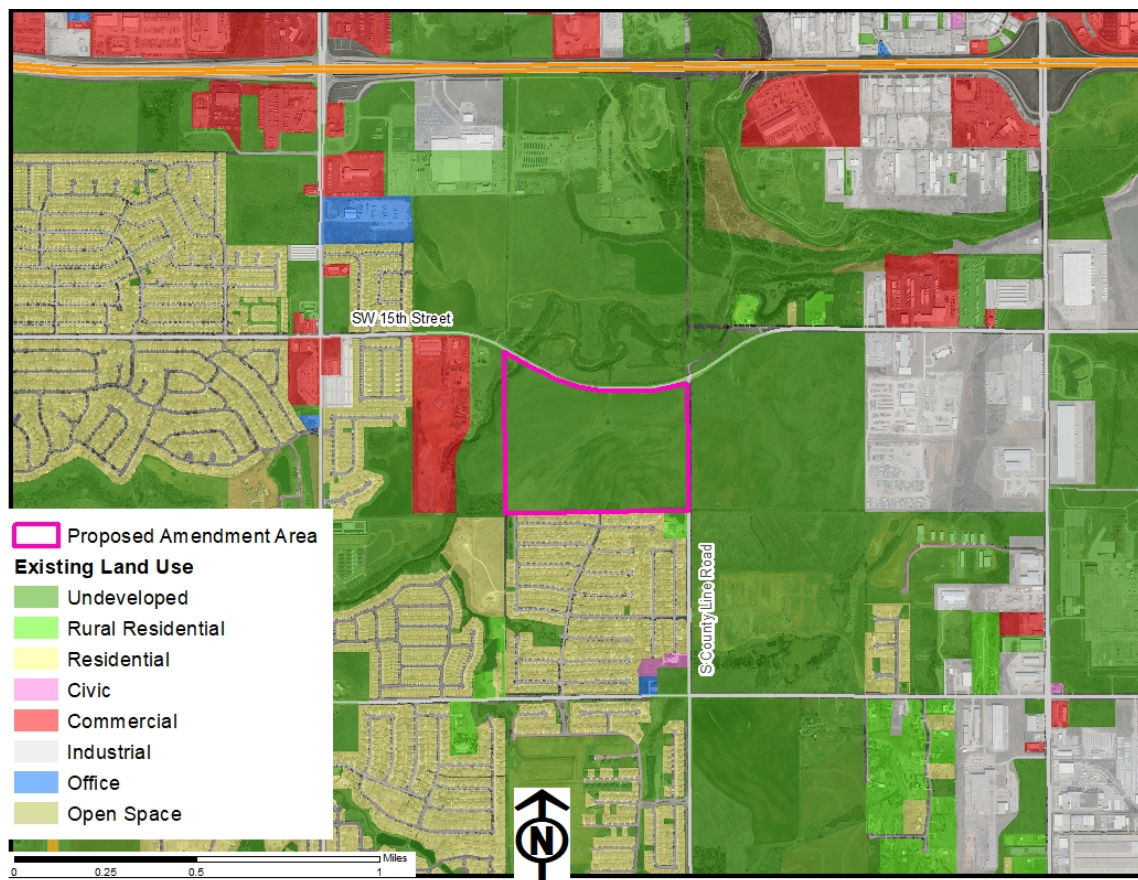 SW 15th Street
S County Line Road
Proposed Amendment Area
Existing Land Use
Undeveloped
Rural Residential
Residential
Civic
Commercial
Industrial
Office
Open Space
Miles
0 0.25 0.5 1
N